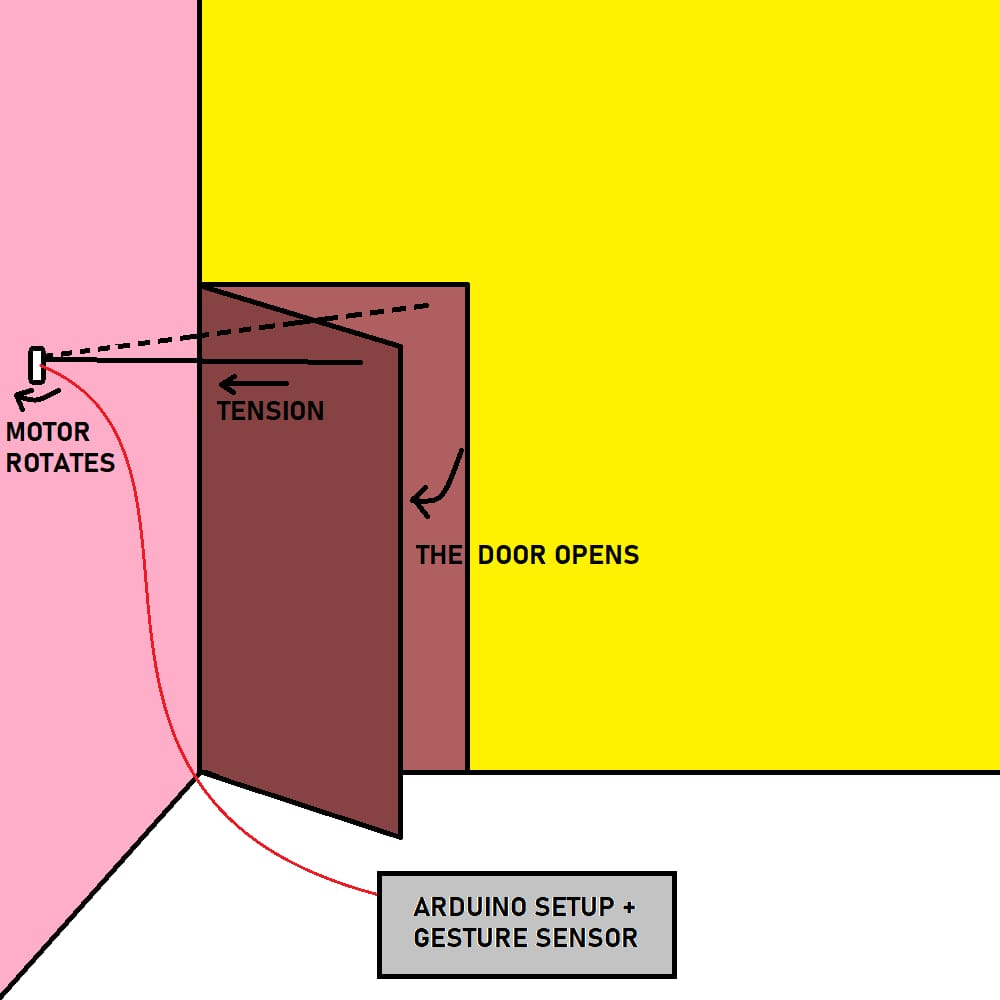 TENSION
MOTOR
ROTATES
THE DOOR OPENS
ARDUINO SETUP +
GESTURE SENSOR